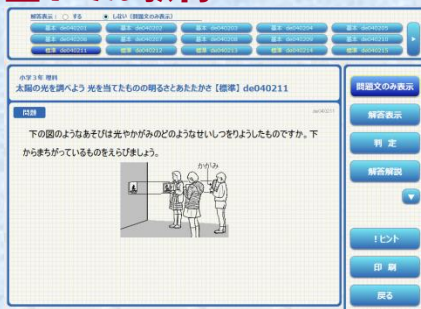 解答表示： ○ する ◉ しない（問題文のみ表示）
基本 de040201 基本 de040202 基本 de040203 基本 de040204 基本 de040205
基本 de040206 基本 de040207 基本 de040208 基本 de040209 基本 de040210
標準 de040211 標準 de040212 標準 de040213 標準 de040214 標準 de040215
小学3年 理科
太陽の光を調べよう 光を当てたものの明るさとあたたかさ【標準】de040211
問題
de040211
下の図のようなあそびは光やかがみのどのようなせいしつをりようしたものですか。下
からまちがっているものをえらびましょう。
かがみ
問題文のみ表示
解答表示
判 定
解答解説
！ヒント
印 刷
戻る